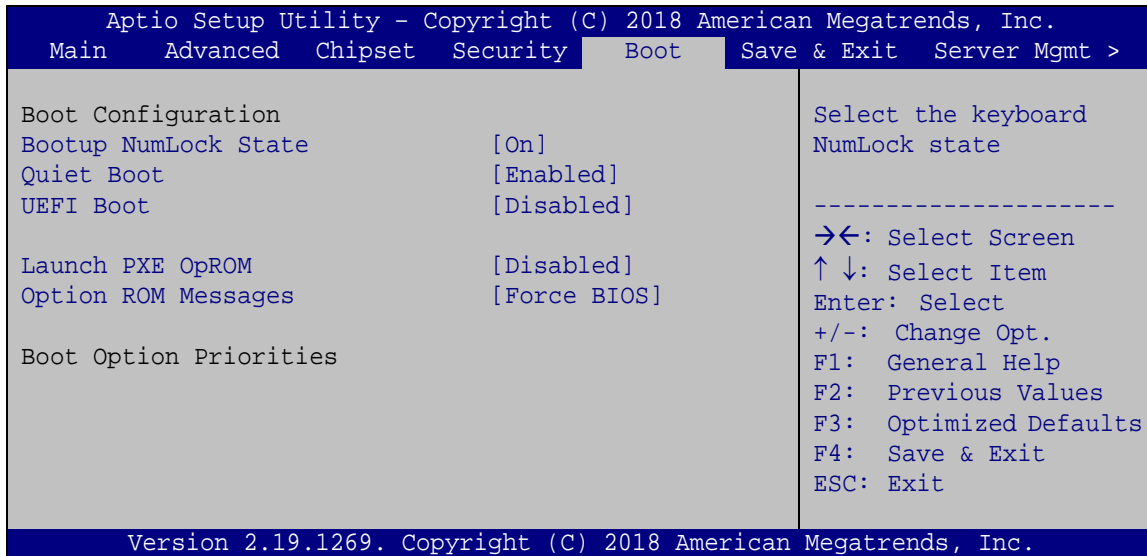 Aptio Setup Utility – Copyright (C) 2018 American Megatrends, Inc.
Main Advanced Chipset Security Boot Save & Exit Server Mgmt >
Boot Configuration
Bootup NumLock State [On]
Quiet Boot [Enabled]
UEFI Boot [Disabled]
Launch PXE OpROM [Disabled]
Option ROM Messages [Force BIOS]
Boot Option Priorities
Select the keyboard
NumLock state
---------------------
→←: Select Screen
↑ ↓: Select Item
Enter: Select
+/-: Change Opt.
F1: General Help
F2: Previous Values
F3: Optimized Defaults
F4: Save & Exit
ESC: Exit
Version 2.19.1269. Copyright (C) 2018 American Megatrends, Inc.